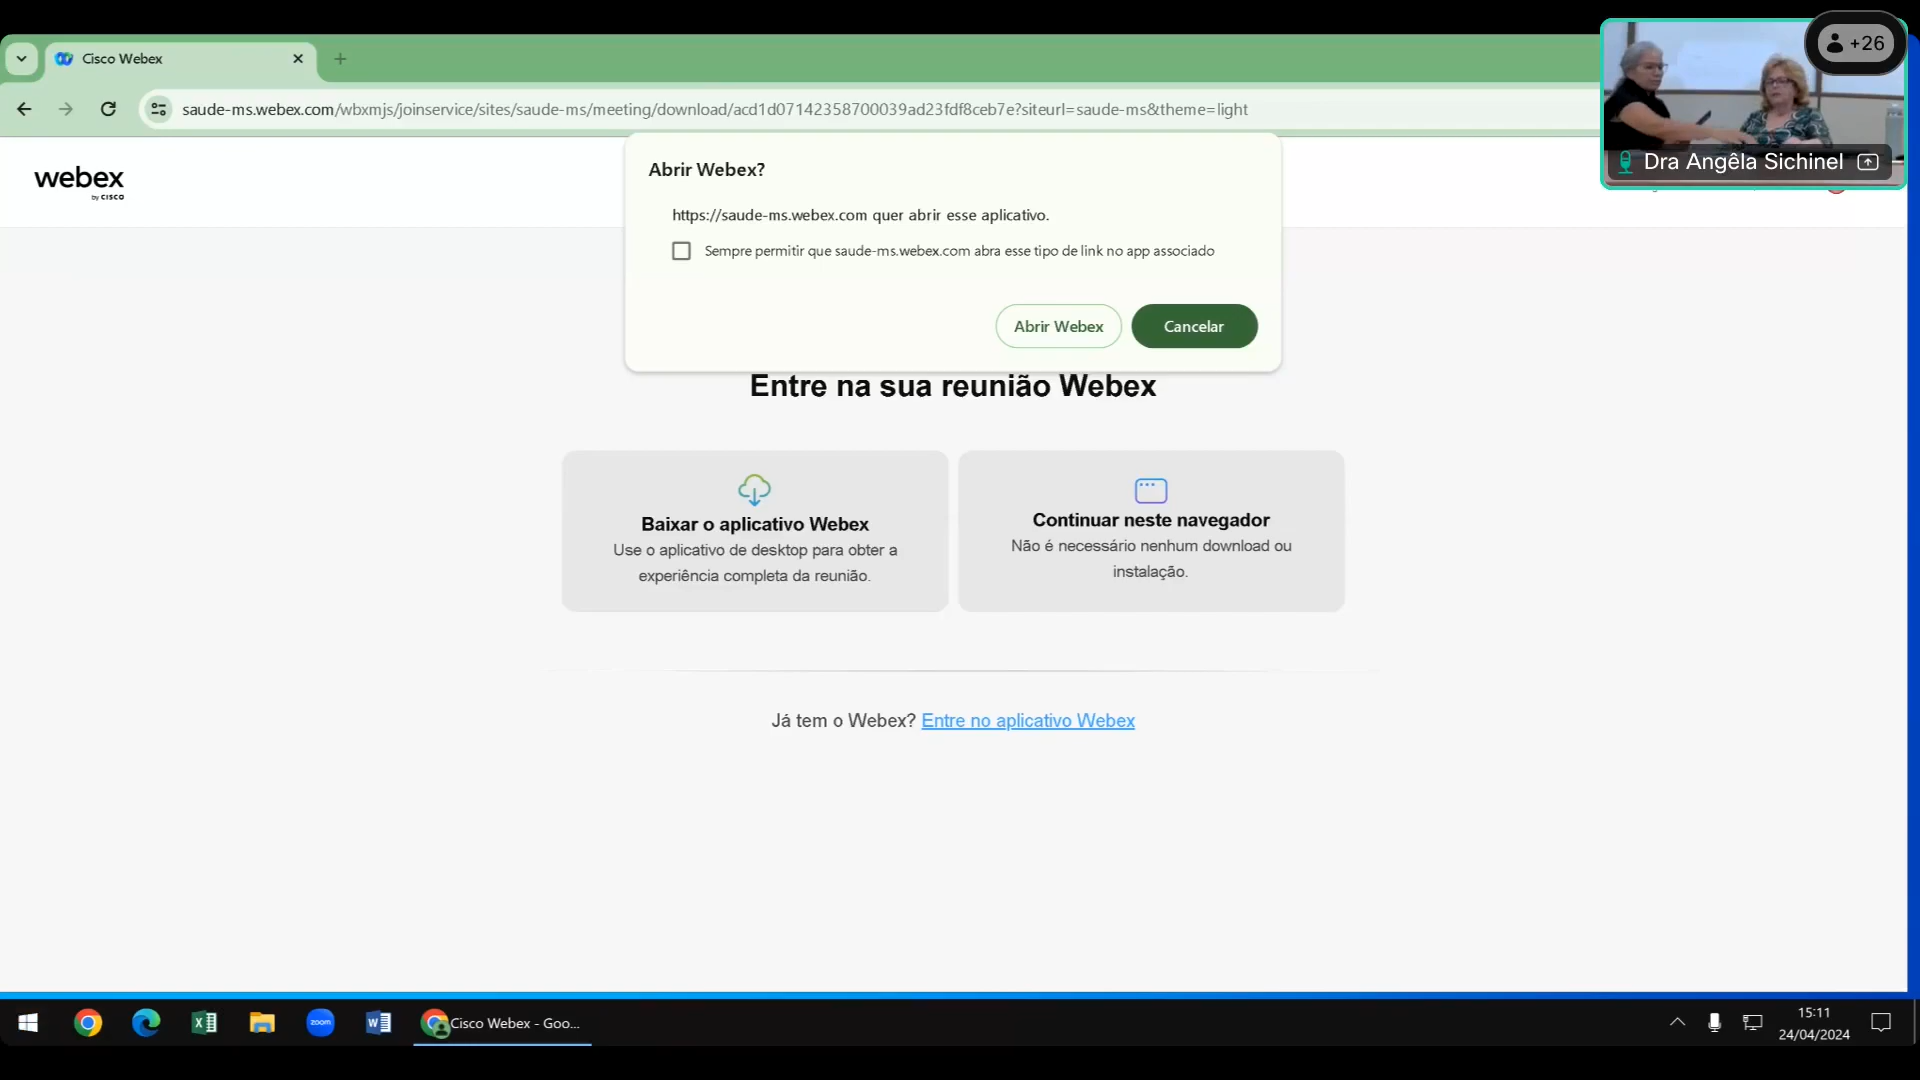 Cisco Webex
+26
saude-ms.webex.com/wbxmjs/joinservice/sites/saude-ms/meeting/download/acd1d07142358700039ad23fdf8ceb7e?siteurl=saude-ms&theme=light
Dra Angêla Sichinel
webex
by CISCO
Abrir Webex?
https://saude-ms.webex.com quer abrir esse aplicativo.
Sempre permitir que saude-ms.webex.com abra esse tipo de link no app associado
Abrir Webex
Cancelar
Entre na sua reunião Webex
Baixar o aplicativo Webex
Use o aplicativo de desktop para obter a
experiência completa da reunião.
Continuar neste navegador
Não é necessário nenhum download ou
instalação.
Já tem o Webex? Entre no aplicativo Webex
zoom
Cisco Webex - Goo...
15:11
24/04/2024